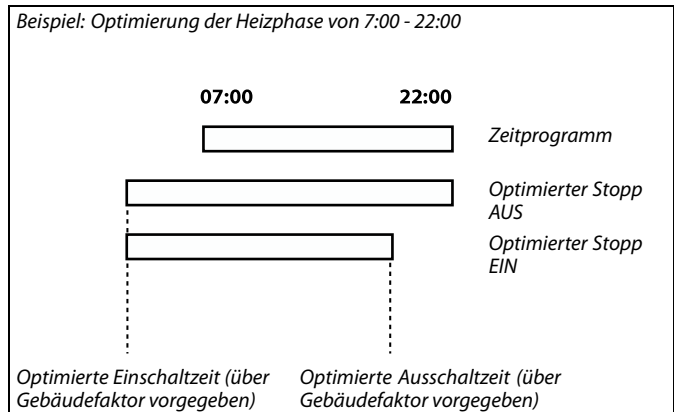 Beispiel: Optimierung der Heizphase von 7:00 - 22:00
07:00 22:00
Zeitprogramm
Optimierter Stopp
AUS
Optimierter Stopp
EIN
Optimierte Einschaltzeit (über
Gebäudefaktor vorgegeben)
Optimierte Ausschaltzeit (über
Gebäudefaktor vorgegeben)